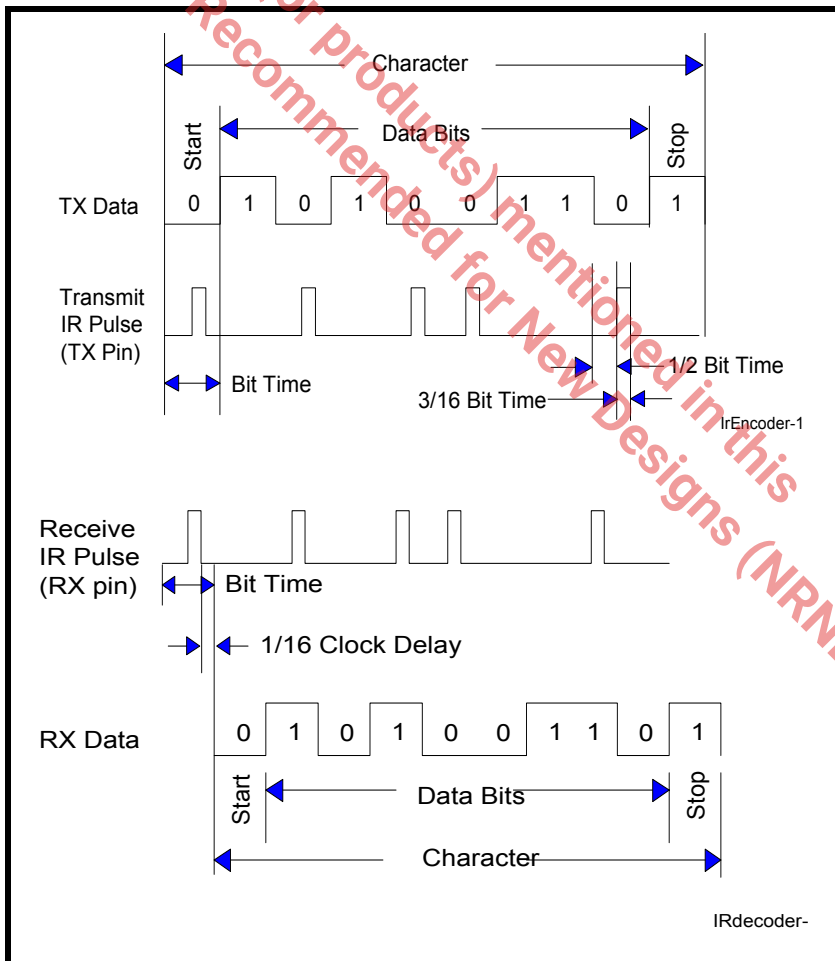 for products) mentioned in this
Recommended for New Designs (NRN
Character
Start
Data Bits
Stop
TX Data
0 1 0 1 0 0 1 1 0 1
Transmit
IR Pulse
(TX Pin)
Bit Time
1/2 Bit Time
3/16 Bit Time
IrEncoder-1
Receive
IR Pulse
(RX pin)
Bit Time
1/16 Clock Delay
RX Data
0 1 0 1 0 0 1 1 0 1
Start
Data Bits
Stop
Character
IRdecoder-